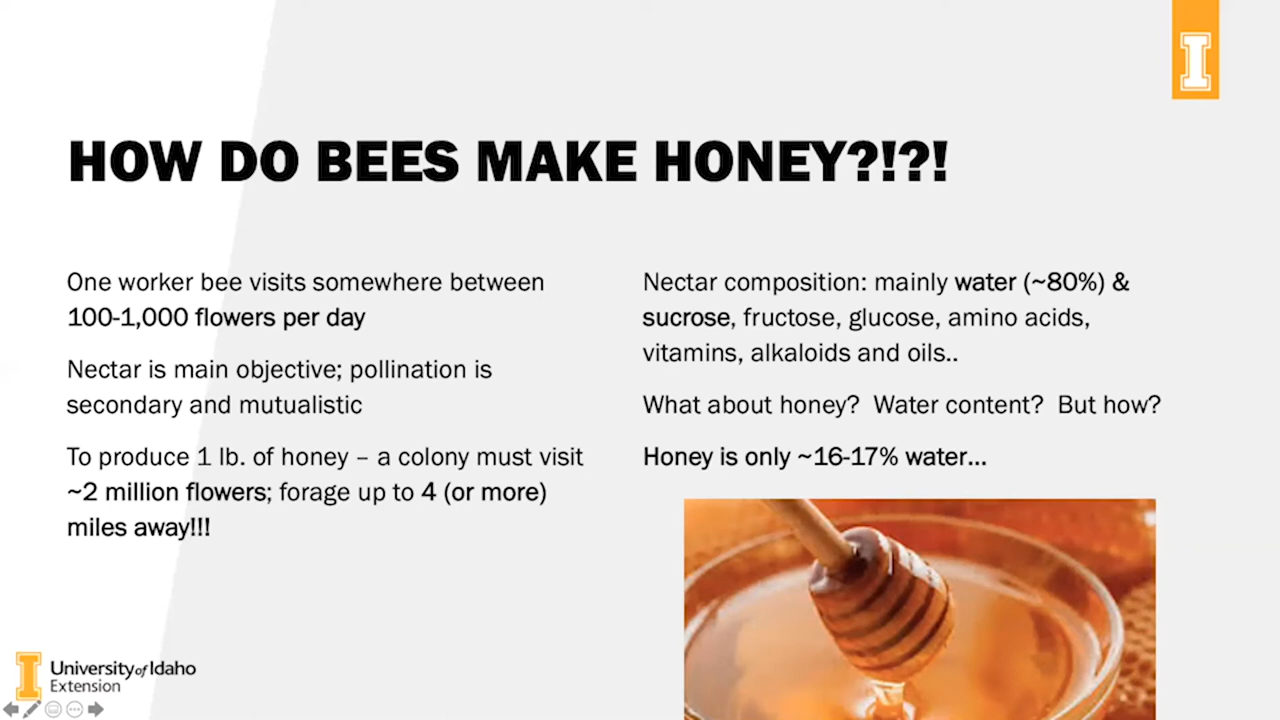 I
HOW DO BEES MAKE HONEY?!?!
One worker bee visits somewhere between
100-1,000 flowers per day
Nectar is main objective; pollination is
secondary and mutualistic
To produce 1 lb. of honey – a colony must visit
~2 million flowers; forage up to 4 (or more)
miles away!!!
Nectar composition: mainly water (~80%) &
sucrose, fructose, glucose, amino acids,
vitamins, alkaloids and oils..
What about honey? Water content? But how?
Honey is only ~16-17% water...
I
University of Idaho
Extension